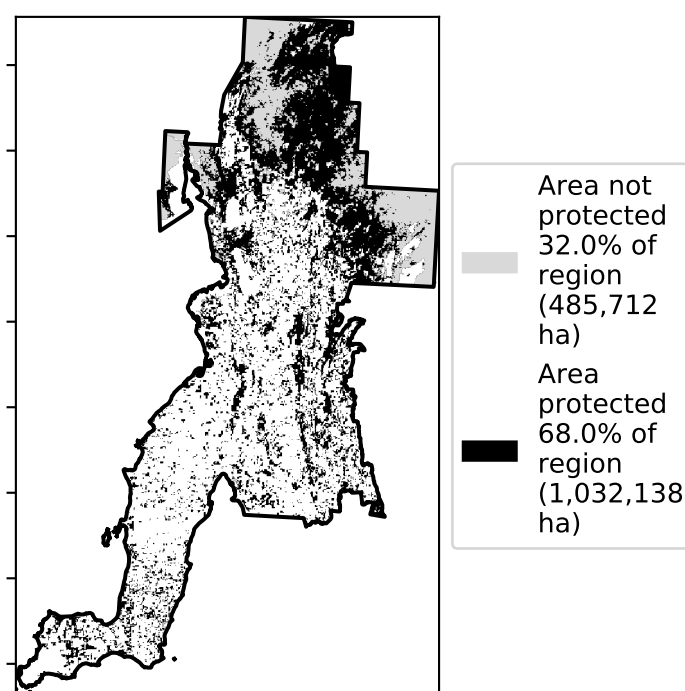 Area not
protected
32.0% of
region
(485,712
ha)
Area
protected
68.0% of
region
(1,032,138
ha)